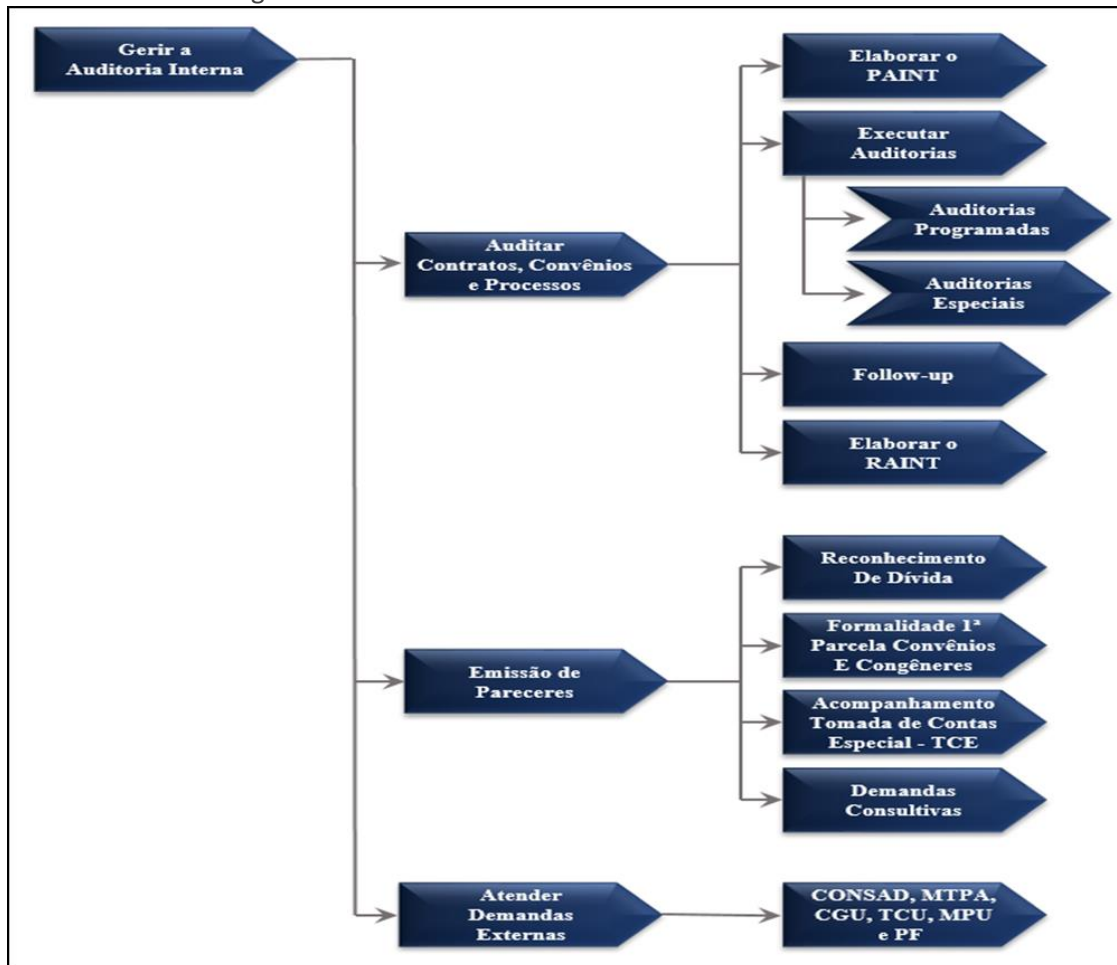 Gerir a
Auditoria Interna
Auditar
Contratos, Convênios
e Processos
Elaborar o
PAINT
Executar
Auditorias
Auditorias
Programadas
Auditorias
Especiais
Follow-up
Elaborar o
RAINT
Emissão de
Pareceres
Reconhecimento
De Dívida
Formalidade 1ª
Parcela Convênios
E Congêneres
Acompanhamento
Tomada de Contas
Especial - TCE
Demandas
Consultivas
Atender
Demandas
Externas
CONSAD, MTPA,
CGU, TCU, MPU
e PF